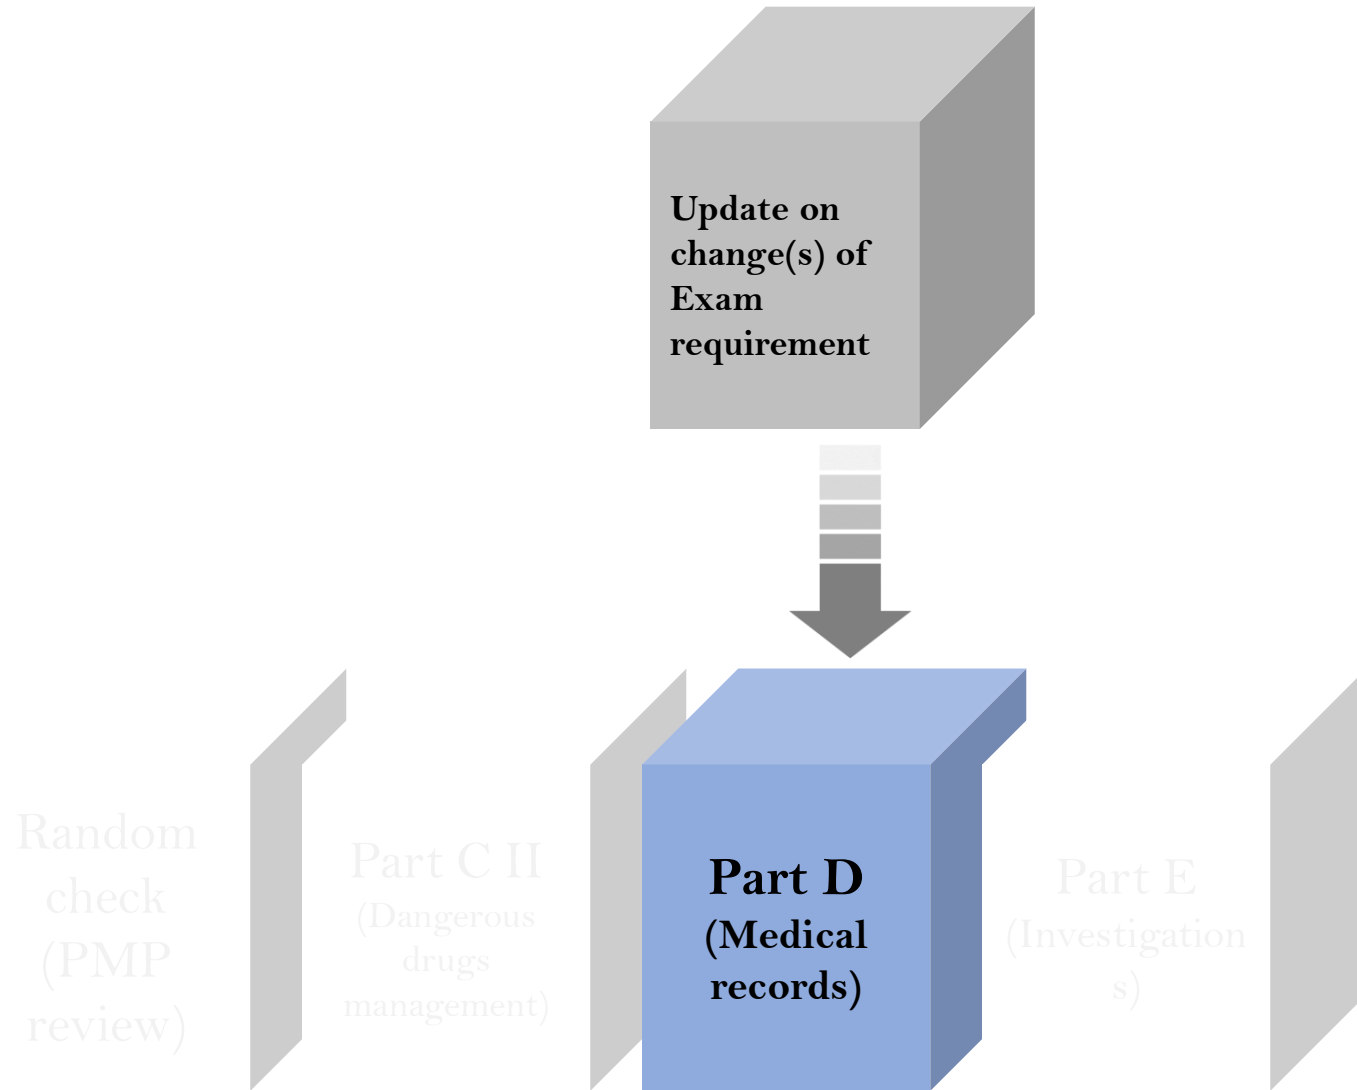 Update on
change(s) of
Exam
requirement
Random
check
(PMP
review)
Part C II
(Dangerous
drugs
management)
Part D
(Medical
records)
Part E
(Investigation
s)